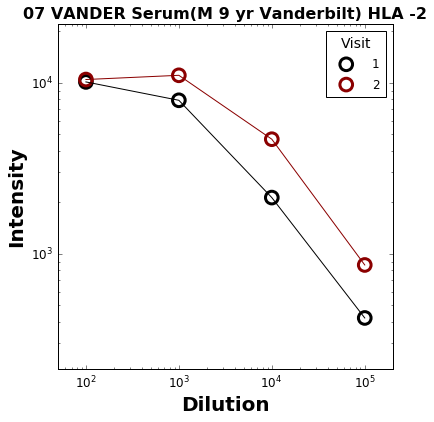 07 VANDER Serum(M 9 yr Vanderbilt) HLA -2
Visit
1
2
Intensity
10^4
10^3
10^2 10^3 10^4 10^5
Dilution